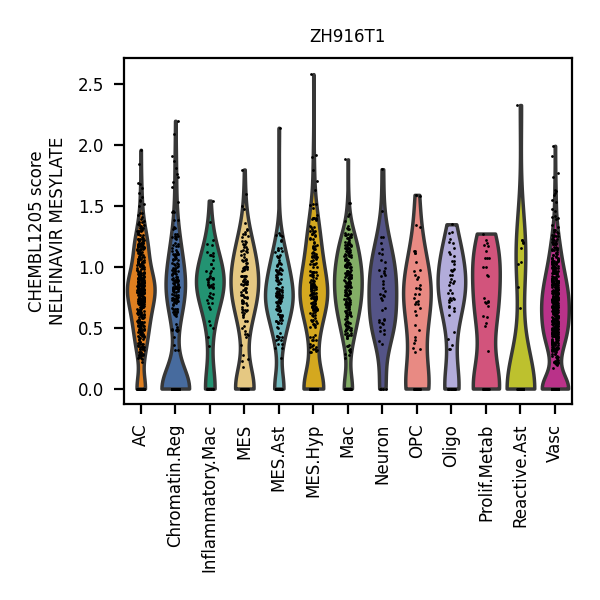 ZH916T1
CHEMBL1205 score
NELFINAVIR MESYLATE
2.5
2.0
1.5
1.0
0.5
0.0
AC
Chromatin.Reg
Inflammatory.Mac
MES
MES.Ast
MES.Hyp
Mac
Neuron
OPC
Oligo
Prolif.Metab
Reactive.Ast
Vasc